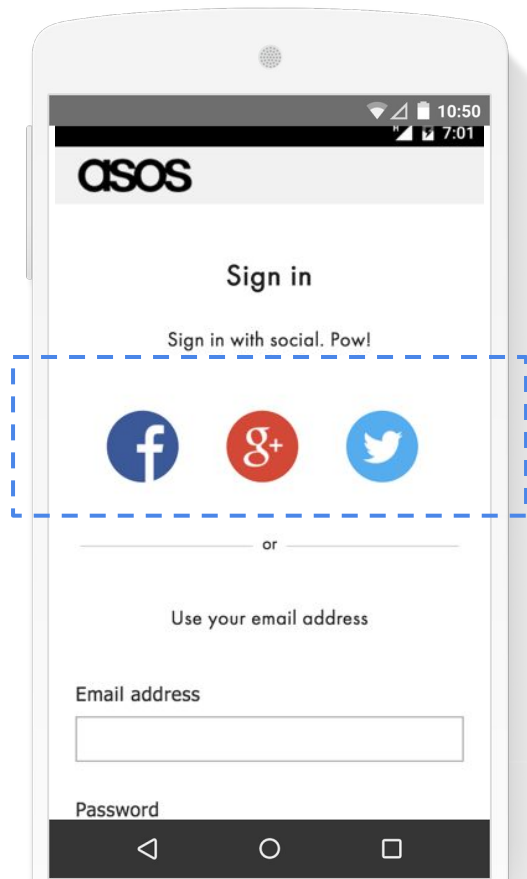 10:50
H 7:01
asos
Sign in
Sign in with social. Pow!
f g+
or
Use your email address
Email address
Password